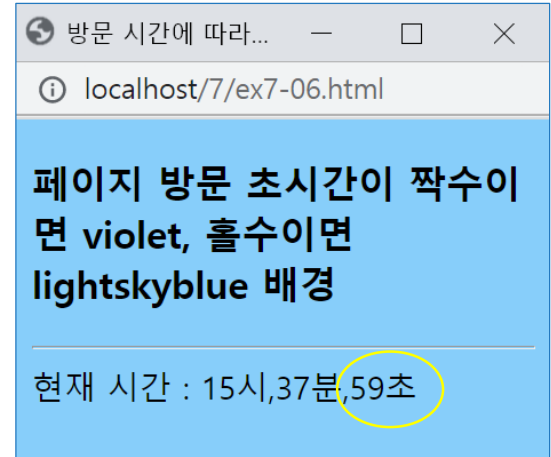 방문 시간에 따라...
localhost/7/ex7-06.html
페이지 방문 초시간이 짝수이
면 violet, 홀수이면
lightskyblue 배경
현재 시간 : 15시,37분,59초